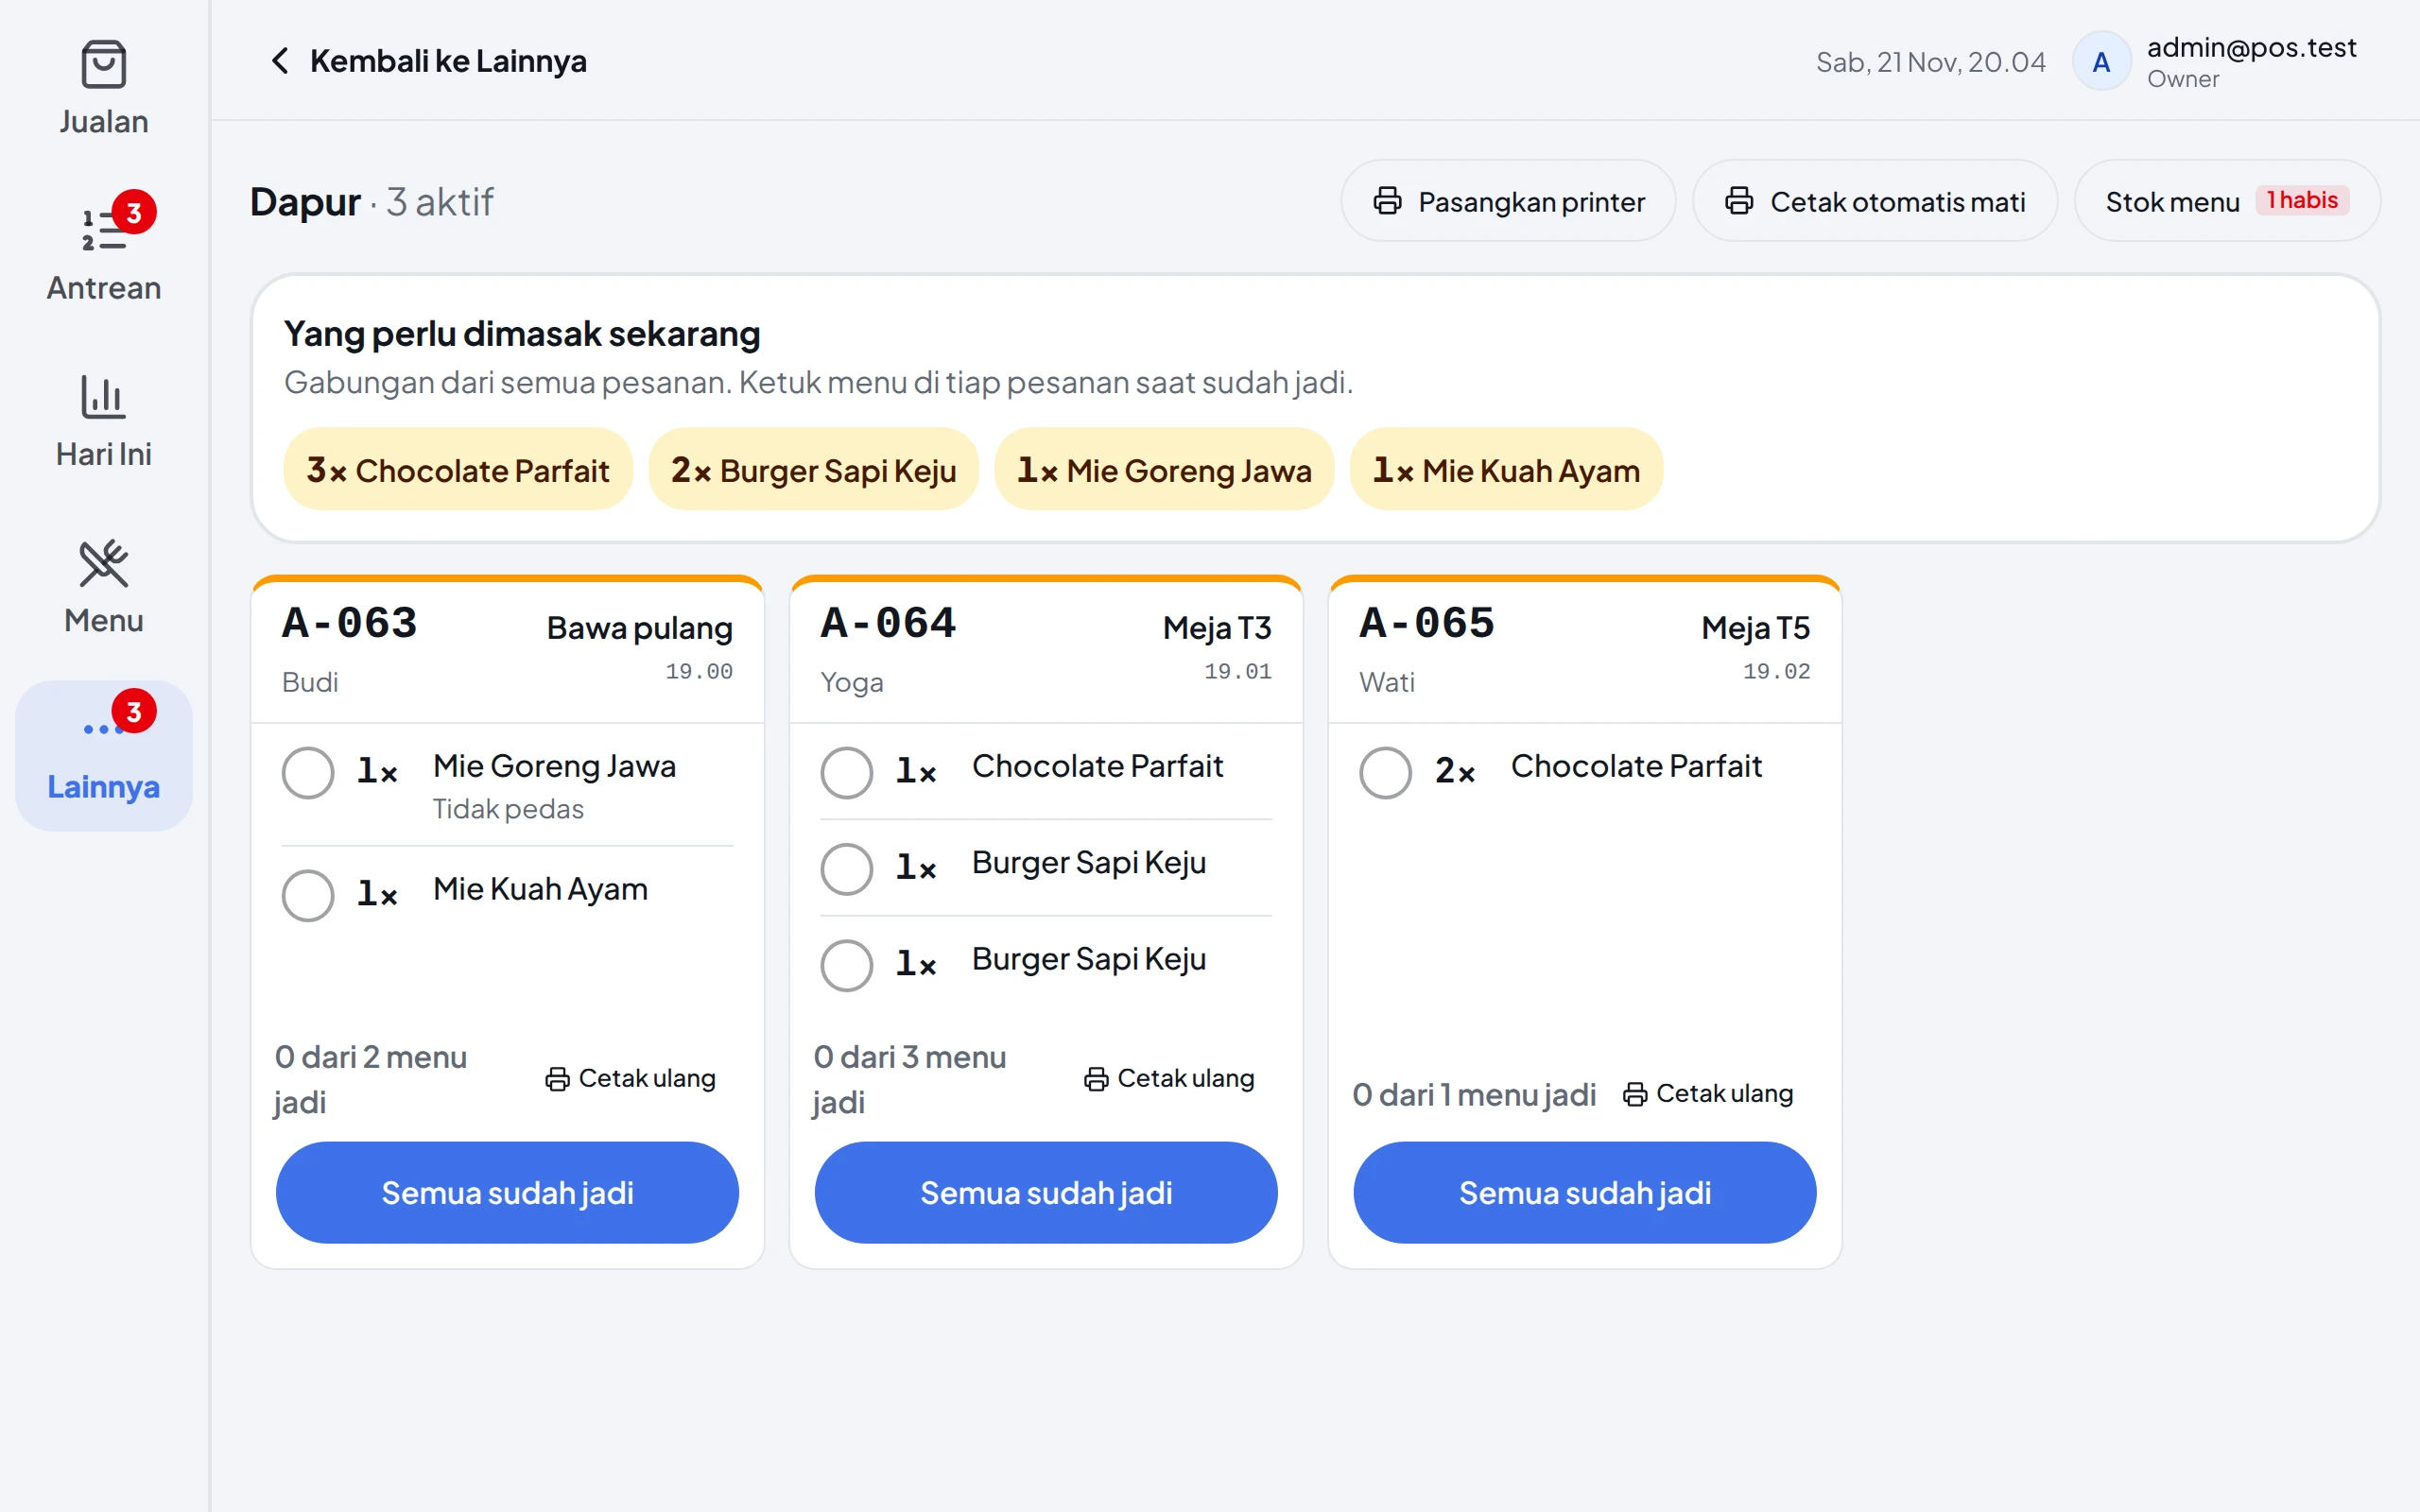 Jualan
3
Antrean
Hari Ini
Menu
3
Lainnya
Kembali ke Lainnya
Sab, 21 Nov, 20.04
A
admin@pos.test
Owner
Dapur · 3 aktif
Pasangkan printer
Cetak otomatis mati
Stok menu 1 habis
Yang perlu dimasak sekarang
Gabungan dari semua pesanan. Ketuk menu di tiap pesanan saat sudah jadi.
3× Chocolate Parfait
2× Burger Sapi Keju
1× Mie Goreng Jawa
1× Mie Kuah Ayam
A-063
Bawa pulang
Budi
19.00
1× Mie Goreng Jawa
Tidak pedas
1× Mie Kuah Ayam
0 dari 2 menu
jadi
Cetak ulang
Semua sudah jadi
A-064
Meja T3
Yoga
19.01
1× Chocolate Parfait
1× Burger Sapi Keju
1× Burger Sapi Keju
0 dari 3 menu
jadi
Cetak ulang
Semua sudah jadi
A-065
Meja T5
Wati
19.02
2× Chocolate Parfait
0 dari 1 menu jadi
Cetak ulang
Semua sudah jadi